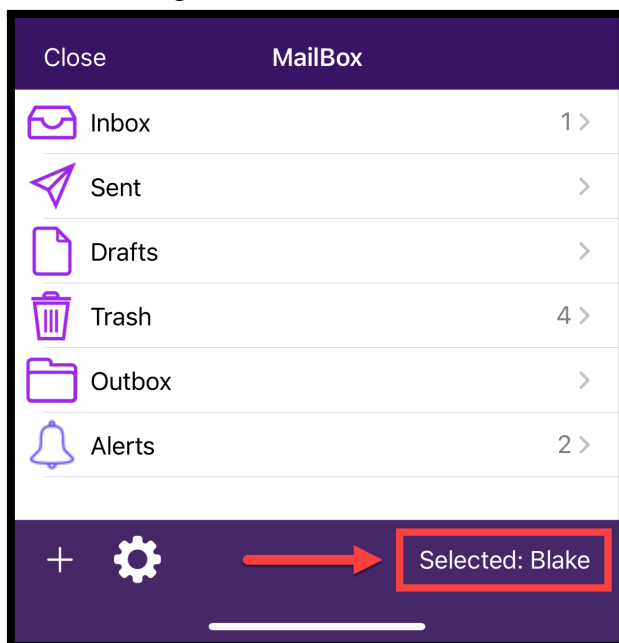 Close MailBox
Inbox 1
Sent
Drafts
Trash 4
Outbox
Alerts 2
Selected: Blake